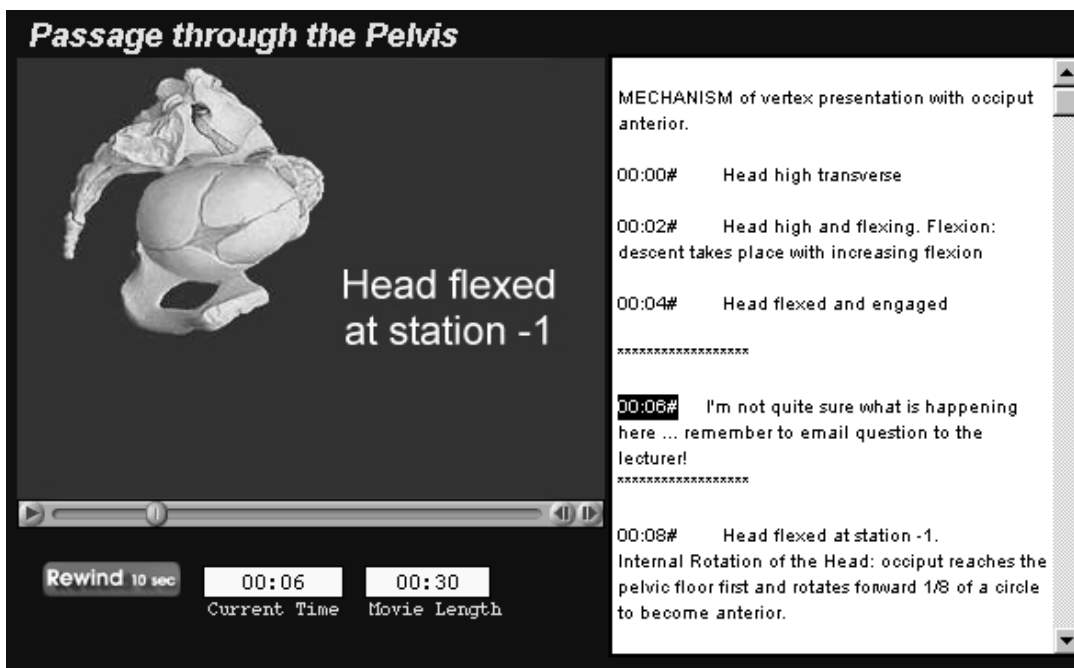 Passage through the Pelvis
Head flexed
at station -1
Rewind 10 sec
00:06
Current Time
00:30
Movie Length
MECHANISM of vertex presentation with occiput
anterior.
00:00# Head high transverse
00:02# Head high and flexing. Flexion:
descent takes place with increasing flexion
00:04# Head flexed and engaged
******************
00:06# I'm not quite sure what is happening
here ... remember to email question to the
lecturer!
******************
00:08# Head flexed at station -1.
Internal Rotation of the Head: occiput reaches the
pelvic floor first and rotates forward 1/8 of a circle
to become anterior.